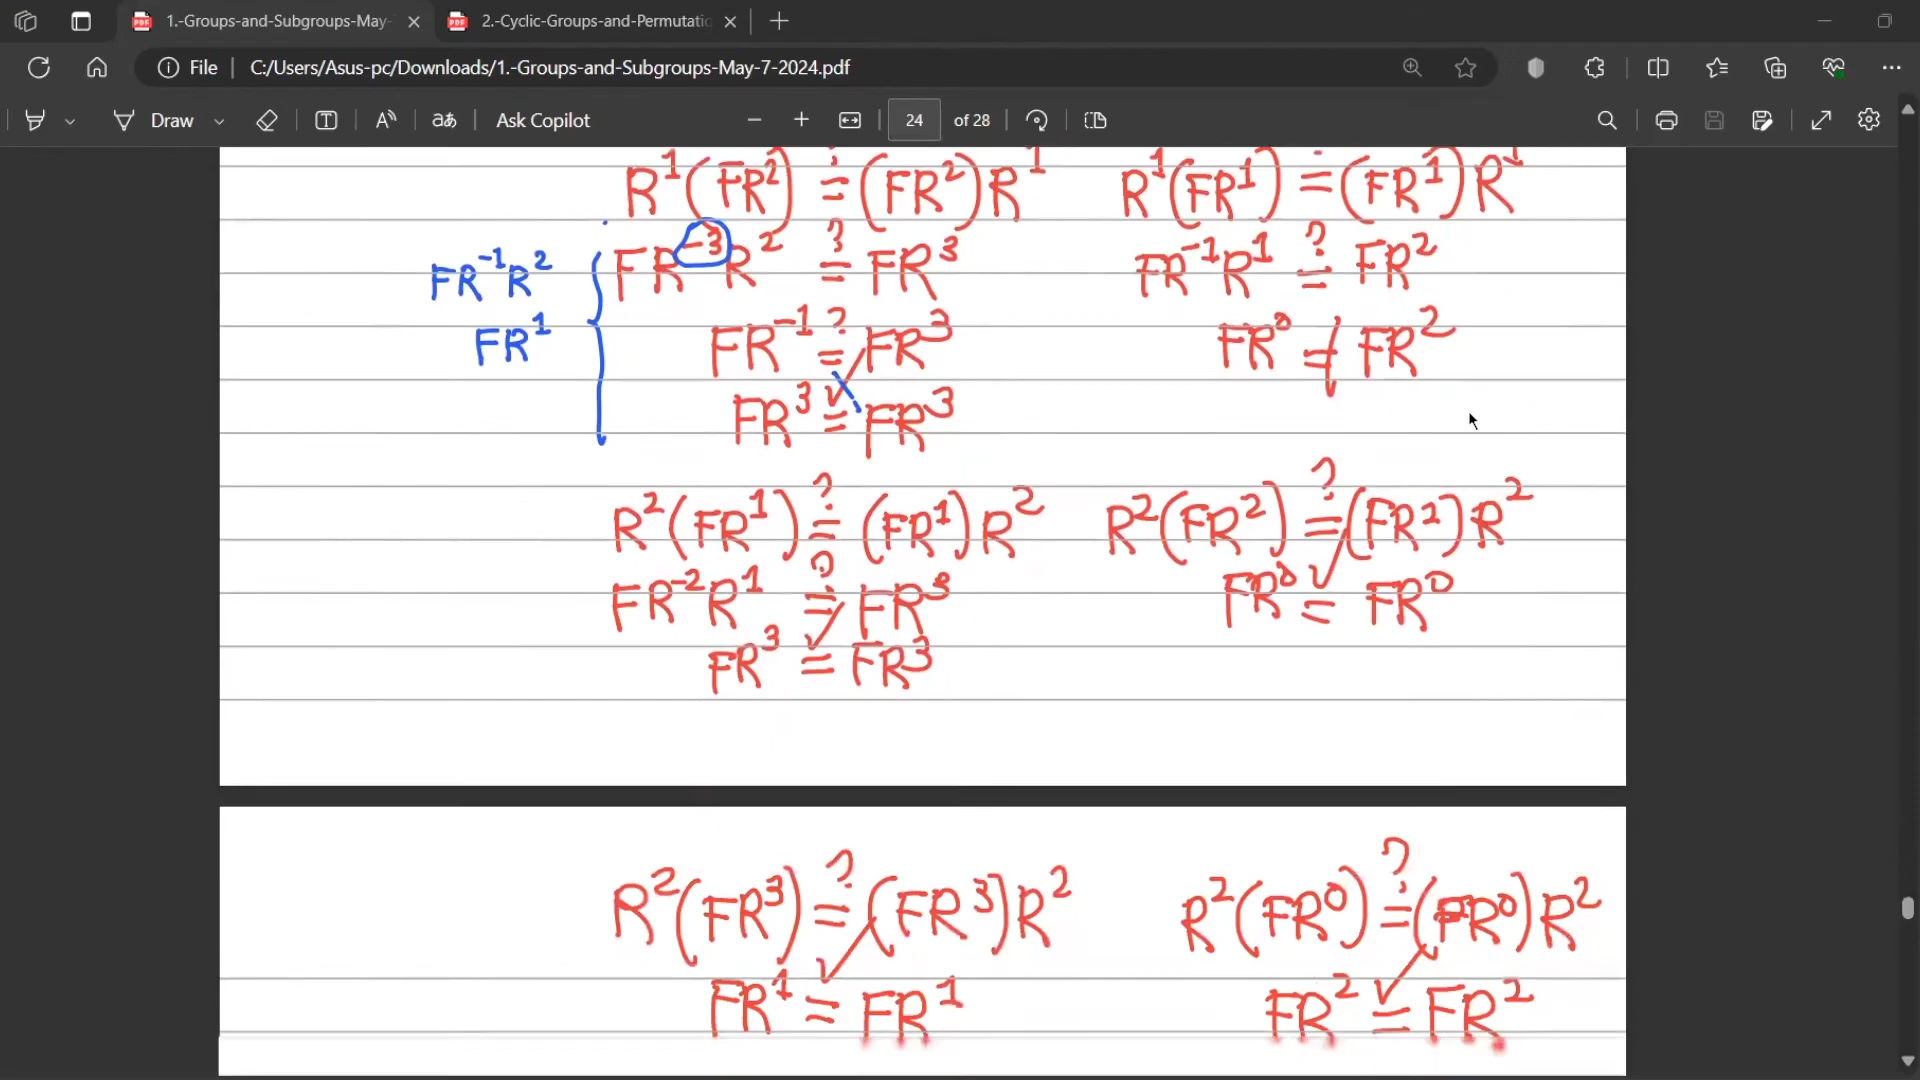 1.-Groups-and-Subgroups-May-
2.-Cyclic-Groups-and-Permutatio
File
C:/Users/Asus-pc/Downloads/1.-Groups-and-Subgroups-May-7-2024.pdf
Draw
aあ
Ask Copilot
24 of 28
R¹(FR²) ≟ (FR²)R¹
FR⁻³R² ≟ FR³
FR⁻¹ ≟ FR³
FR³ = FR³
FR⁻¹R²
FR¹
R¹(FR¹) ≟ (FR¹)R¹
FR⁻¹R¹ ≟ FR²
FR⁰ ≠ FR²
R²(FR¹) ≟ (FR¹)R²
FR⁻²R¹ ≟ FR³
FR³ = FR³
R²(FR²) ≟ (FR²)R²
FR⁰ = FR⁰
R²(FR³) ≟ (FR³)R²
FR¹ = FR¹
R²(FR⁰) ≟ (FR⁰)R²
FR² = FR²